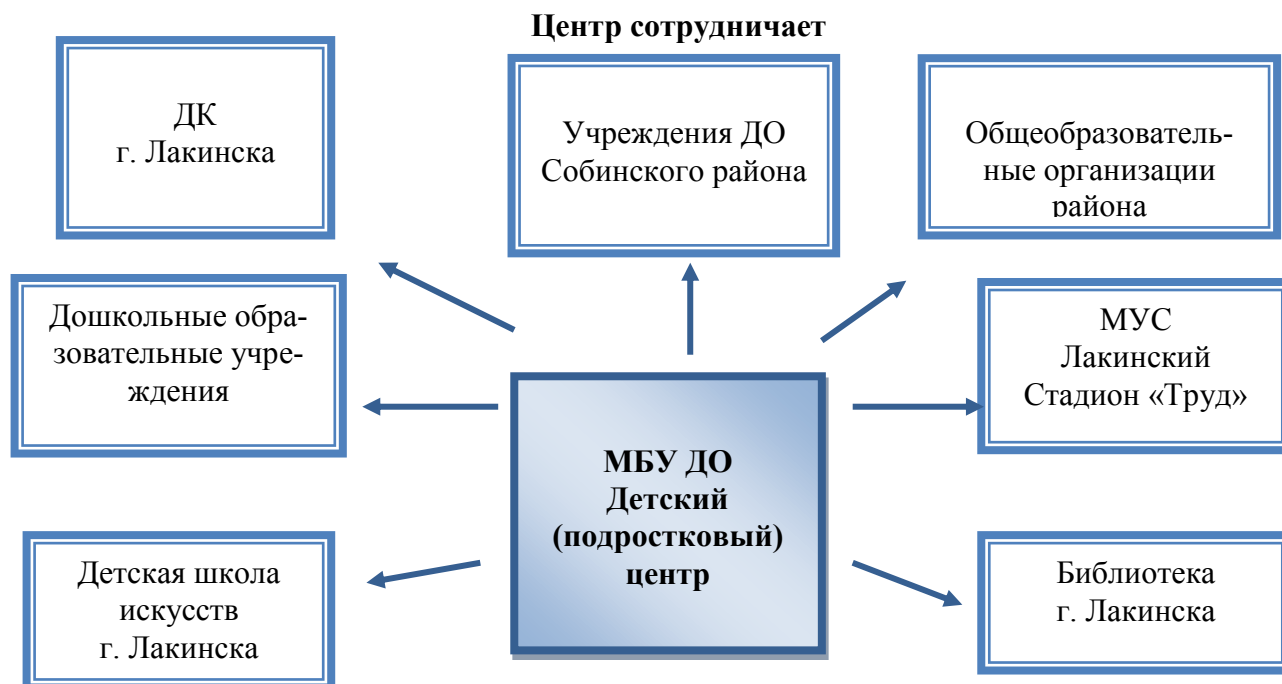 Центр сотрудничает
ДК
г. Лакинска
Учреждения ДО
Собинского района
Общеобразователь-
ные организации
района
Дошкольные обра-
зовательные учре-
ждения
МУС
Лакинский
Стадион «Труд»
МБУ ДО
Детский
(подростковый)
центр
Детская школа
искусств
г. Лакинска
Библиотека
г. Лакинска